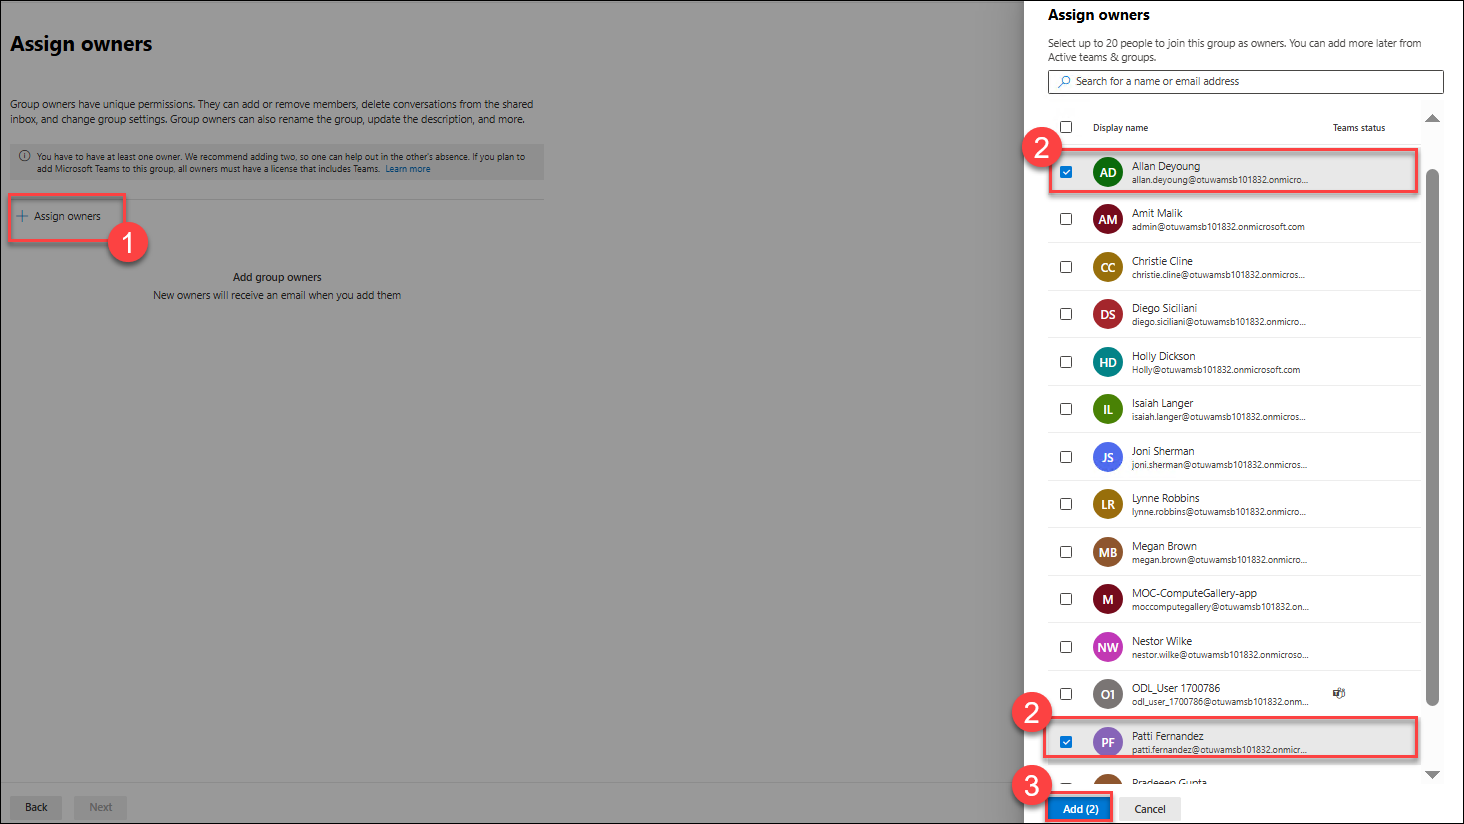 Assign owners
Group owners have unique permissions. They can add or remove members, delete conversations from the shared
inbox, and change group settings. Group owners can also rename the group, update the description, and more.
You have to have at least one owner. We recommend adding two, so one can help out in the other's absence. If you plan to
add Microsoft Teams to this group, all owners must have a license that includes Teams. Learn more
Assign owners
1
Add group owners
New owners will receive an email when you add them
Back
Next
Assign owners
Select up to 20 people to join this group as owners. You can add more later from
Active teams & groups.
Search for a name or email address
Display name
Teams status
2
AD
Allan Deyoung
allan.deyoung@otuwamsb101832.onmicro...
AM
Amit Malik
admin@otuwamsb101832.onmicrosoft.com
CC
Christie Cline
christie.cline@otuwamsb101832.onmicros...
DS
Diego Siciliani
diego.siciliani@otuwamsb101832.onmicro...
HD
Holly Dickson
Holly@otuwamsb101832.onmicrosoft.com
IL
Isaiah Langer
isaiah.langer@otuwamsb101832.onmicros...
JS
Joni Sherman
joni.sherman@otuwamsb101832.onmicros...
LR
Lynne Robbins
lynne.robbins@otuwamsb101832.onmicros...
MB
Megan Brown
megan.brown@otuwamsb101832.onmicro...
M
MOC-ComputeGallery-app
moccomputegallery@otuwamsb101832.on...
NW
Nestor Wilke
nestor.wilke@otuwamsb101832.onmicroso...
O1
ODL_User 1700786
odl_user_1700786@otuwamsb101832.onm...
2
PF
Patti Fernandez
patti.fernandez@otuwamsb101832.onmicr...
Pradeep Gupta
3
Add (2)
Cancel